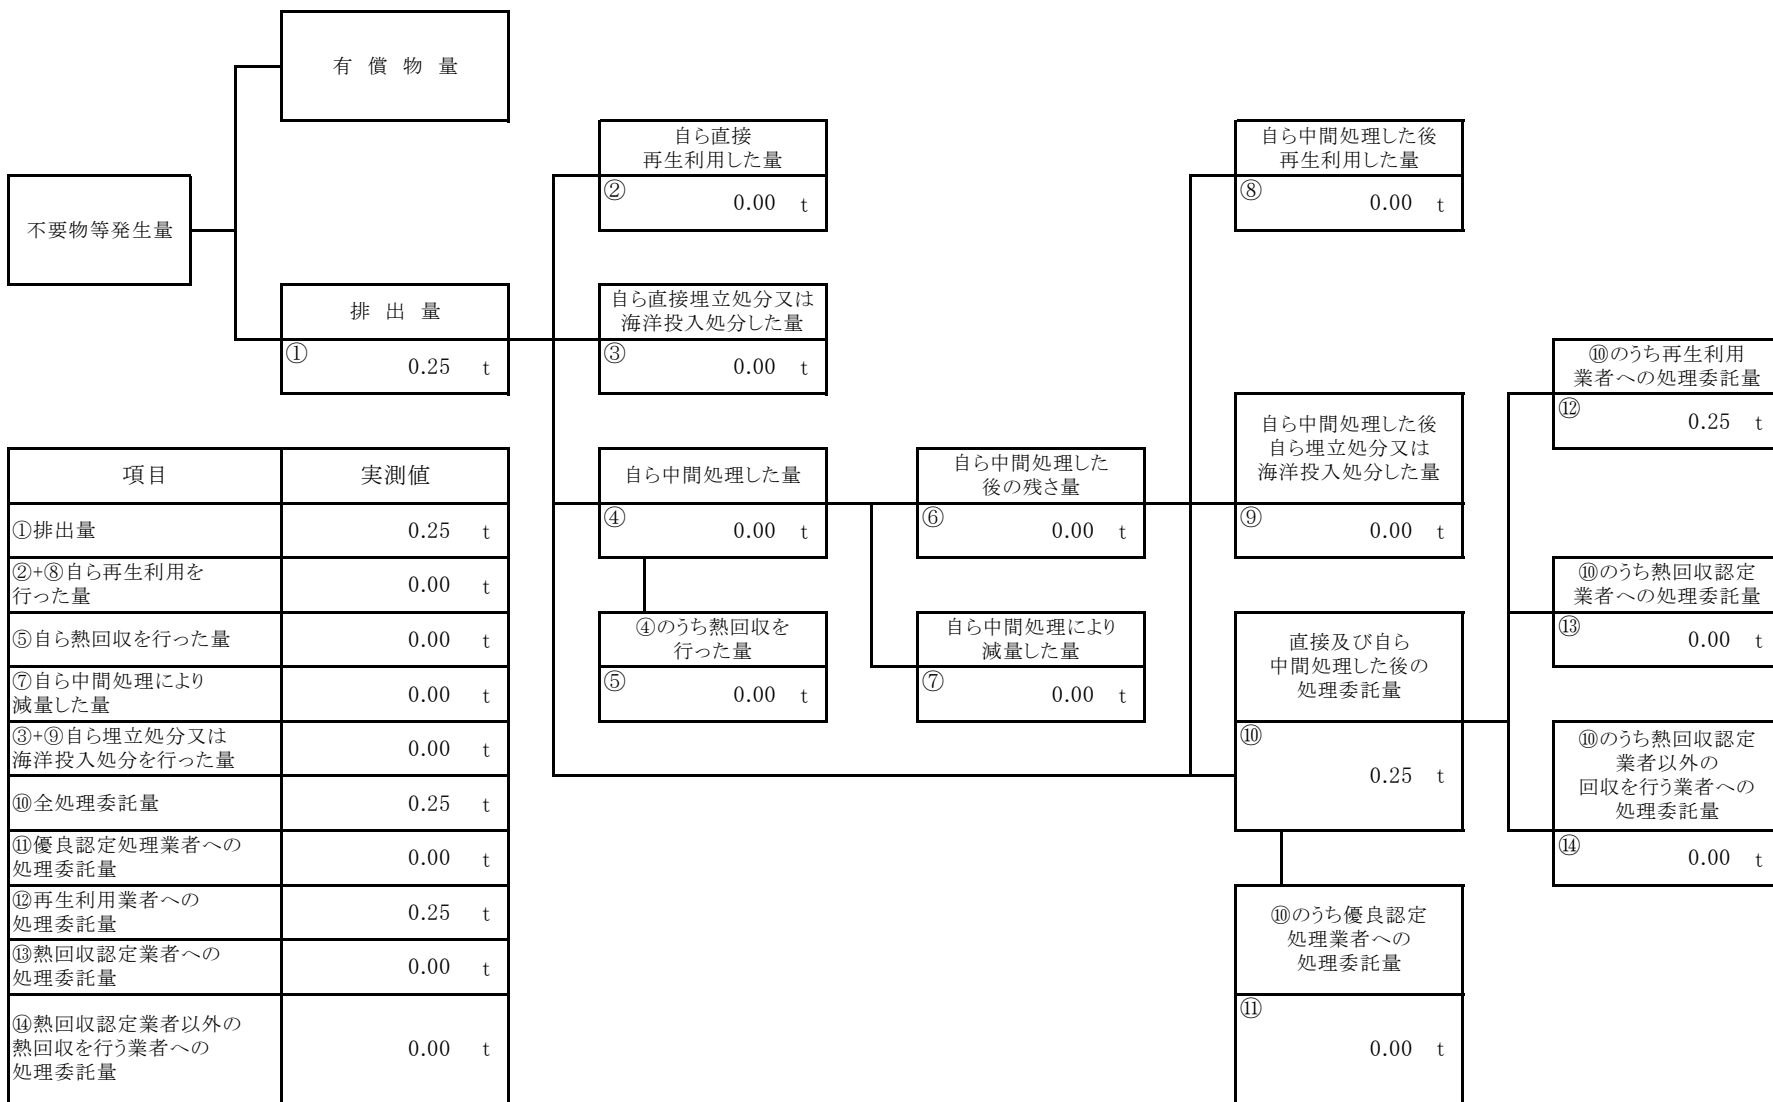 有 償 物 量
自ら直接
再生利用した量
② 0.00 t
自ら中間処理した後
再生利用した量
⑧ 0.00 t
不要物等発生量
排 出 量
① 0.25 t
自ら直接埋立処分又は
海洋投入処分した量
③ 0.00 t
⑩のうち再生利用
業者への処理委託量
⑫ 0.25 t
自ら中間処理した量
④ 0.00 t
自ら中間処理した
後の残さ量
⑥ 0.00 t
自ら中間処理した後
自ら埋立処分又は
海洋投入処分した量
⑨ 0.00 t
⑩のうち熱回収認定
業者への処理委託量
⑬ 0.00 t
④のうち熱回収を
行った量
⑤ 0.00 t
自ら中間処理により
減量した量
⑦ 0.00 t
直接及び自ら
中間処理した後の
処理委託量
⑩
0.25 t
⑩のうち熱回収認定
業者以外の
回収を行う業者への
処理委託量
⑭ 0.00 t
⑩のうち優良認定
処理業者への
処理委託量
⑪
0.00 t
項目 実測値
①排出量 0.25 t
②+⑧自ら再生利用を
行った量 0.00 t
⑤自ら熱回収を行った量 0.00 t
⑦自ら中間処理により
減量した量 0.00 t
③+⑨自ら埋立処分又は
海洋投入処分を行った量 0.00 t
⑩全処理委託量 0.25 t
⑪優良認定処理業者への
処理委託量 0.00 t
⑫再生利用業者への
処理委託量 0.25 t
⑬熱回収認定業者への
処理委託量 0.00 t
⑭熱回収認定業者以外の
熱回収を行う業者への 0.00 t
処理委託量